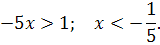 −5x > 1;   x < −1/5.